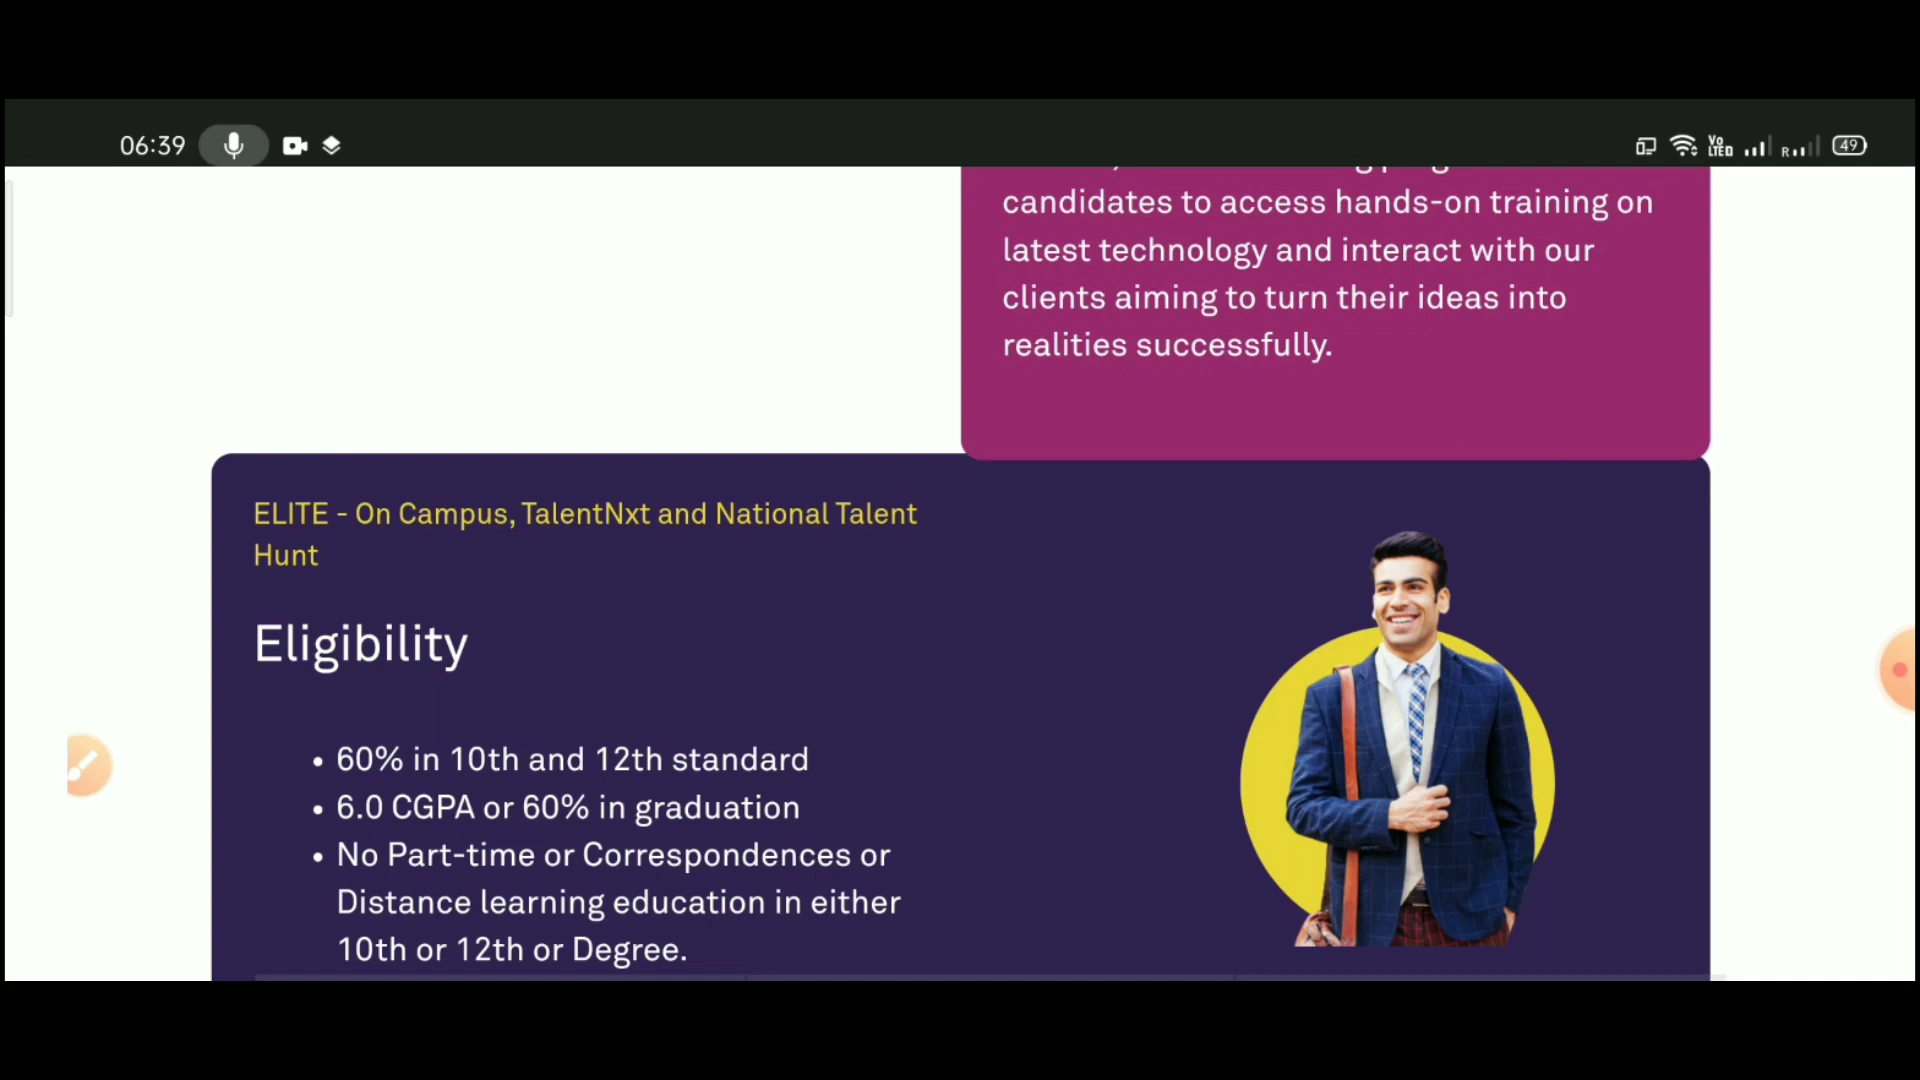 06:39
Vo
LTED
R
49
candidates to access hands-on training on
latest technology and interact with our
clients aiming to turn their ideas into
realities successfully.
ELITE - On Campus, TalentNxt and National Talent
Hunt
Eligibility
• 60% in 10th and 12th standard
• 6.0 CGPA or 60% in graduation
• No Part-time or Correspondences or
Distance learning education in either
10th or 12th or Degree.